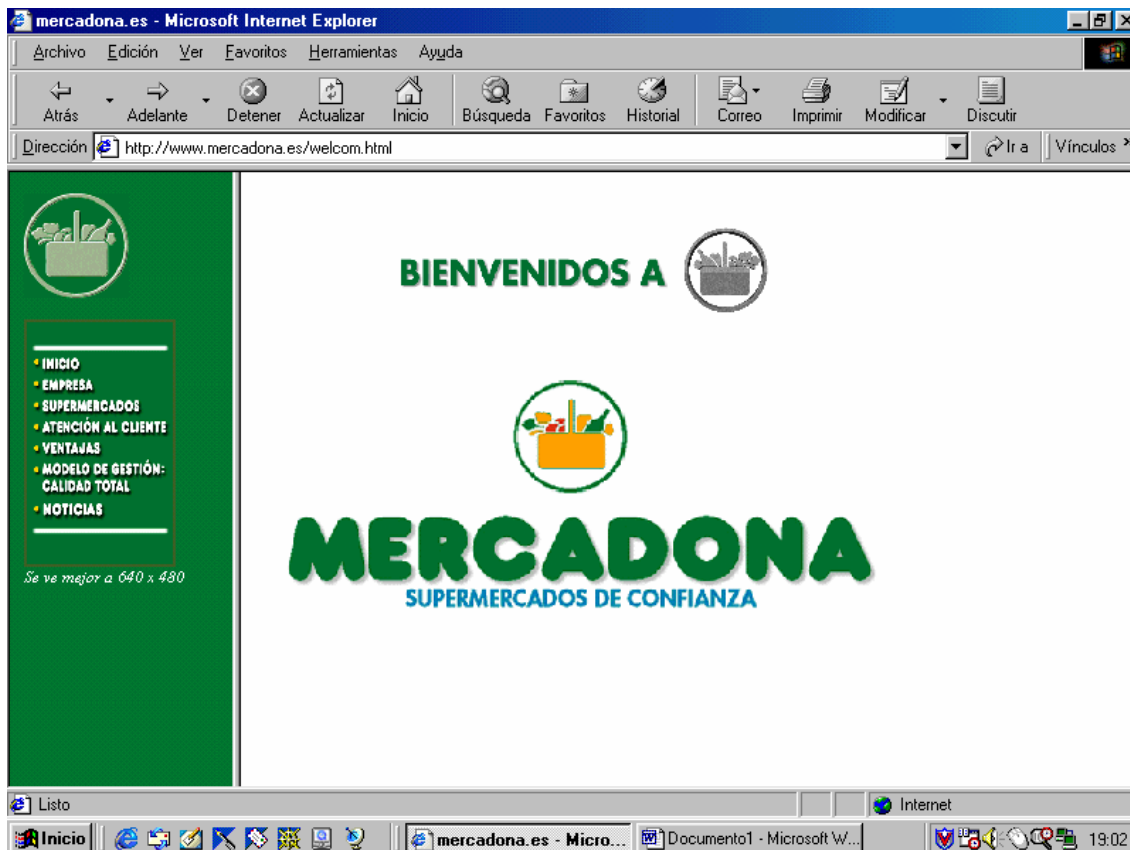 mercadona.es - Microsoft Internet Explorer
Archivo Edición Ver Favoritos Herramientas Ayuda
Atrás Adelante Detener Actualizar Inicio Búsqueda Favoritos Historial Correo Imprimir Modificar Discutir
Dirección http://www.mercadona.es/welcom.html Ir a Vínculos »
BIENVENIDOS A
INICIO
EMPRESA
SUPERMERCADOS
ATENCIÓN AL CLIENTE
VENTAJAS
MODELO DE GESTIÓN:
CALIDAD TOTAL
NOTICIAS
Se ve mejor a 640 x 480
MERCADONA
SUPERMERCADOS DE CONFIANZA
Listo Internet
Inicio mercadona.es - Micro... Documento1 - Microsoft W... 19:02